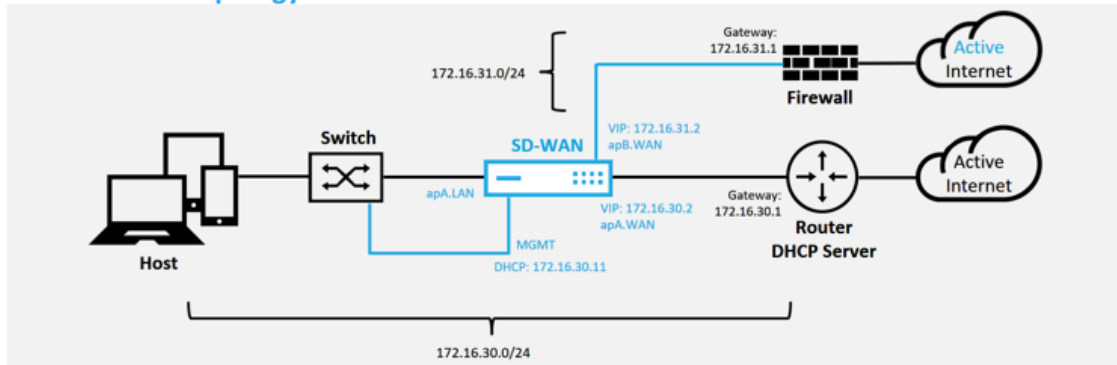 Gateway:
172.16.31.1
Active
Internet
172.16.31.0/24
Firewall
Switch
SD-WAN
VIP: 172.16.31.2
apB.WAN
Active
Internet
apA.LAN
Gateway:
172.16.30.1
VIP: 172.16.30.2
apA.WAN
Router
DHCP Server
MGMT
DHCP: 172.16.30.11
Host
172.16.30.0/24